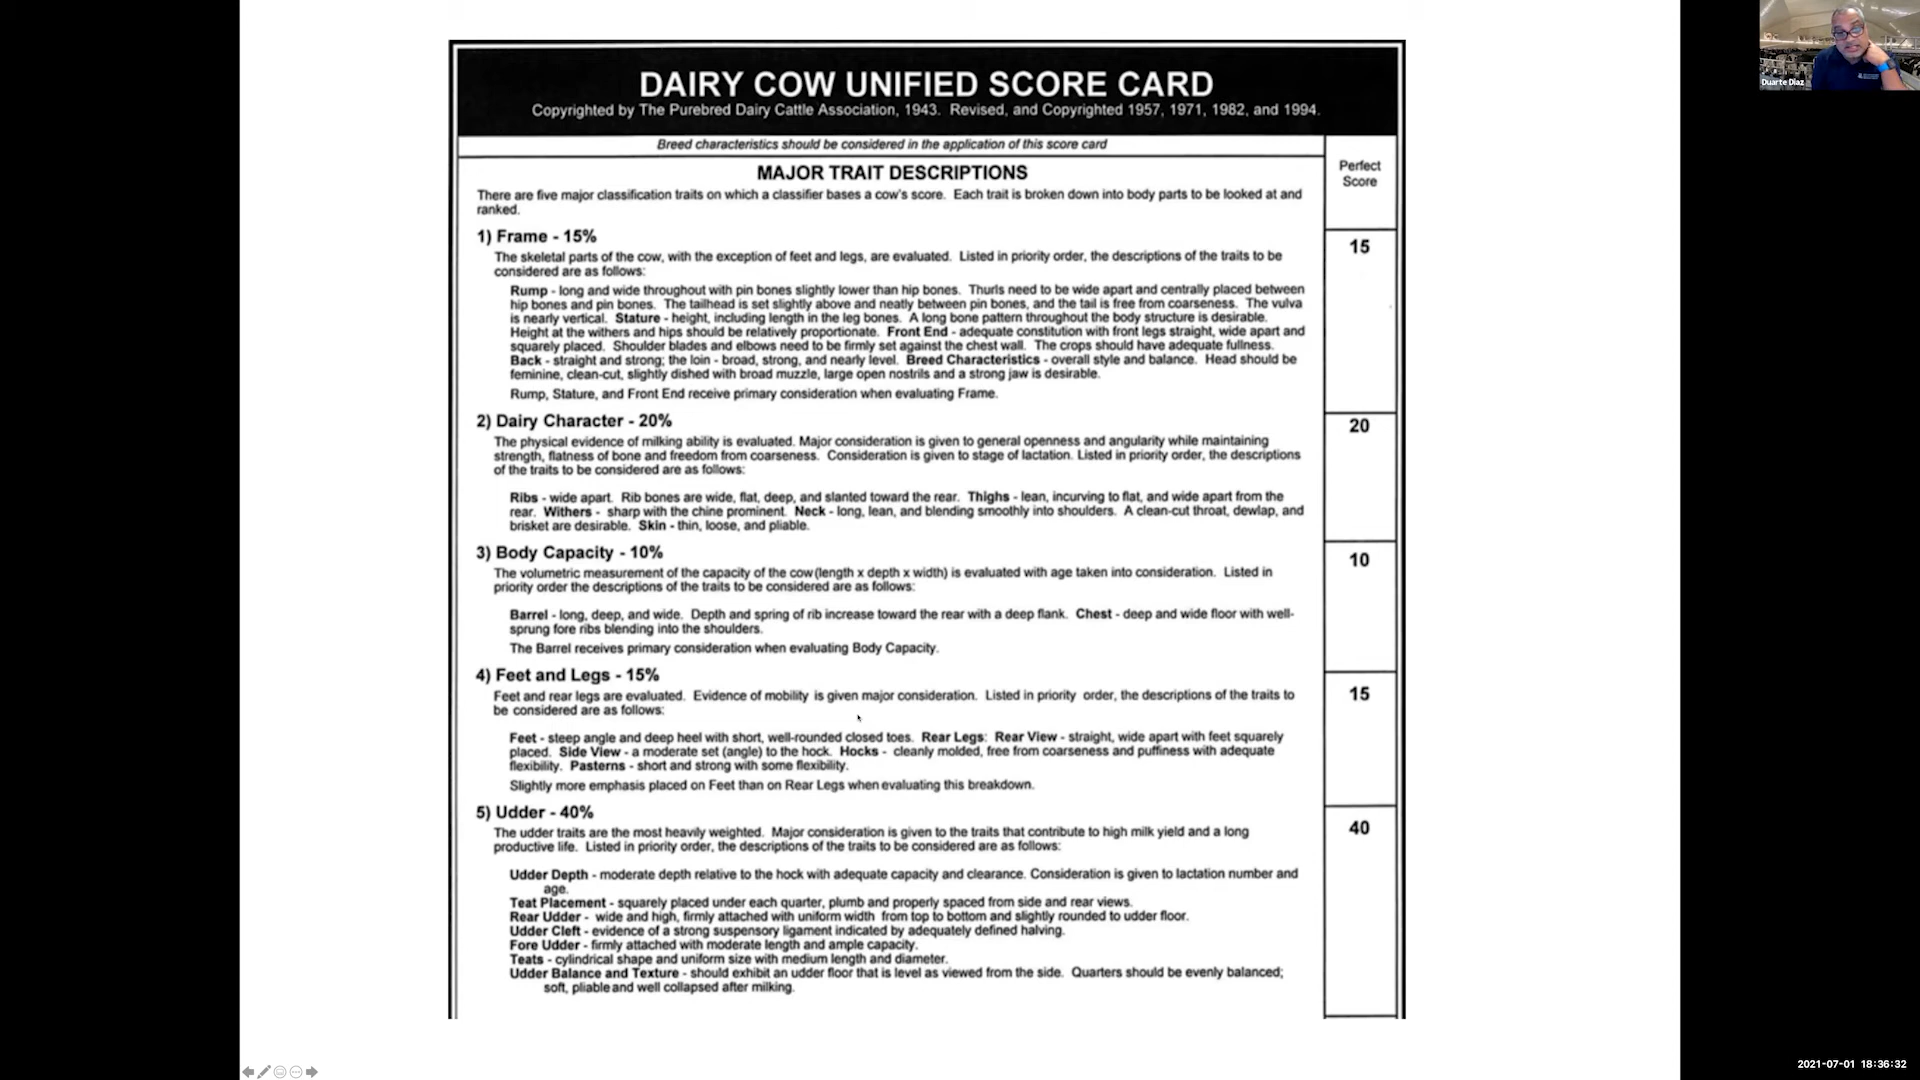 DAIRY COW UNIFIED SCORE CARD
Copyrighted by The Purebred Dairy Cattle Association, 1943. Revised, and Copyrighted 1957, 1971, 1982, and 1994.
Breed characteristics should be considered in the application of this score card
Perfect
Score
MAJOR TRAIT DESCRIPTIONS
There are five major classification traits on which a classifier bases a cow's score. Each trait is broken down into body parts to be looked at and
ranked.
1) Frame - 15%
15
The skeletal parts of the cow, with the exception of feet and legs, are evaluated. Listed in priority order, the descriptions of the traits to be
considered are as follows:
Rump - long and wide throughout with pin bones slightly lower than hip bones. Thurls need to be wide apart and centrally placed between
hip bones and pin bones. The tailhead is set slightly above and neatly between pin bones, and the tail is free from coarseness. The vulva
is nearly vertical. Stature - height, including length in the leg bones. A long bone pattern throughout the body structure is desirable.
Height at the withers and hips should be relatively proportionate. Front End - adequate constitution with front legs straight, wide apart and
squarely placed. Shoulder blades and elbows need to be firmly set against the chest wall. The crops should have adequate fullness.
Back - straight and strong; the loin - broad, strong, and nearly level. Breed Characteristics - overall style and balance. Head should be
feminine, clean-cut, slightly dished with broad muzzle, large open nostrils and a strong jaw is desirable.
Rump, Stature, and Front End receive primary consideration when evaluating Frame.
2) Dairy Character - 20%
20
The physical evidence of milking ability is evaluated. Major consideration is given to general openness and angularity while maintaining
strength, flatness of bone and freedom from coarseness. Consideration is given to stage of lactation. Listed in priority order, the descriptions
of the traits to be considered are as follows:
Ribs - wide apart. Rib bones are wide, flat, deep, and slanted toward the rear. Thighs - lean, incurving to flat, and wide apart from the
rear. Withers - sharp with the chine prominent. Neck - long, lean, and blending smoothly into shoulders. A clean-cut throat, dewlap, and
brisket are desirable. Skin - thin, loose, and pliable.
3) Body Capacity - 10%
10
The volumetric measurement of the capacity of the cow (length x depth x width) is evaluated with age taken into consideration. Listed in
priority order the descriptions of the traits to be considered are as follows:
Barrel - long, deep, and wide. Depth and spring of rib increase toward the rear with a deep flank. Chest - deep and wide floor with well-
sprung fore ribs blending into the shoulders.
The Barrel receives primary consideration when evaluating Body Capacity.
4) Feet and Legs - 15%
15
Feet and rear legs are evaluated. Evidence of mobility is given major consideration. Listed in priority order, the descriptions of the traits to
be considered are as follows:
Feet - steep angle and deep heel with short, well-rounded closed toes. Rear Legs: Rear View - straight, wide apart with feet squarely
placed. Side View - a moderate set (angle) to the hock. Hocks - cleanly molded, free from coarseness and puffiness with adequate
flexibility. Pasterns - short and strong with some flexibility.
Slightly more emphasis placed on Feet than on Rear Legs when evaluating this breakdown.
5) Udder - 40%
40
The udder traits are the most heavily weighted. Major consideration is given to the traits that contribute to high milk yield and a long
productive life. Listed in priority order, the descriptions of the traits to be considered are as follows:
Udder Depth - moderate depth relative to the hock with adequate capacity and clearance. Consideration is given to lactation number and
age.
Teat Placement - squarely placed under each quarter, plumb and properly spaced from side and rear views.
Rear Udder - wide and high, firmly attached with uniform width from top to bottom and slightly rounded to udder floor.
Udder Cleft - evidence of a strong suspensory ligament indicated by adequately defined halving.
Fore Udder - firmly attached with moderate length and ample capacity.
Teats - cylindrical shape and uniform size with medium length and diameter.
Udder Balance and Texture - should exhibit an udder floor that is level as viewed from the side. Quarters should be evenly balanced;
soft, pliable and well collapsed after milking.
Duarte Diaz
2021-07-01 18:36:32